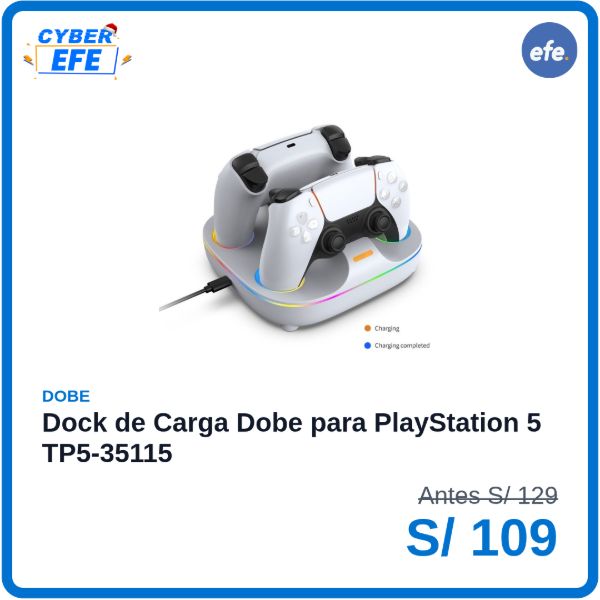 CYBER
EFE
efe.
Charging
Charging completed
DOBE
Dock de Carga Dobe para PlayStation 5
TP5-35115
Antes S/ 129
S/ 109